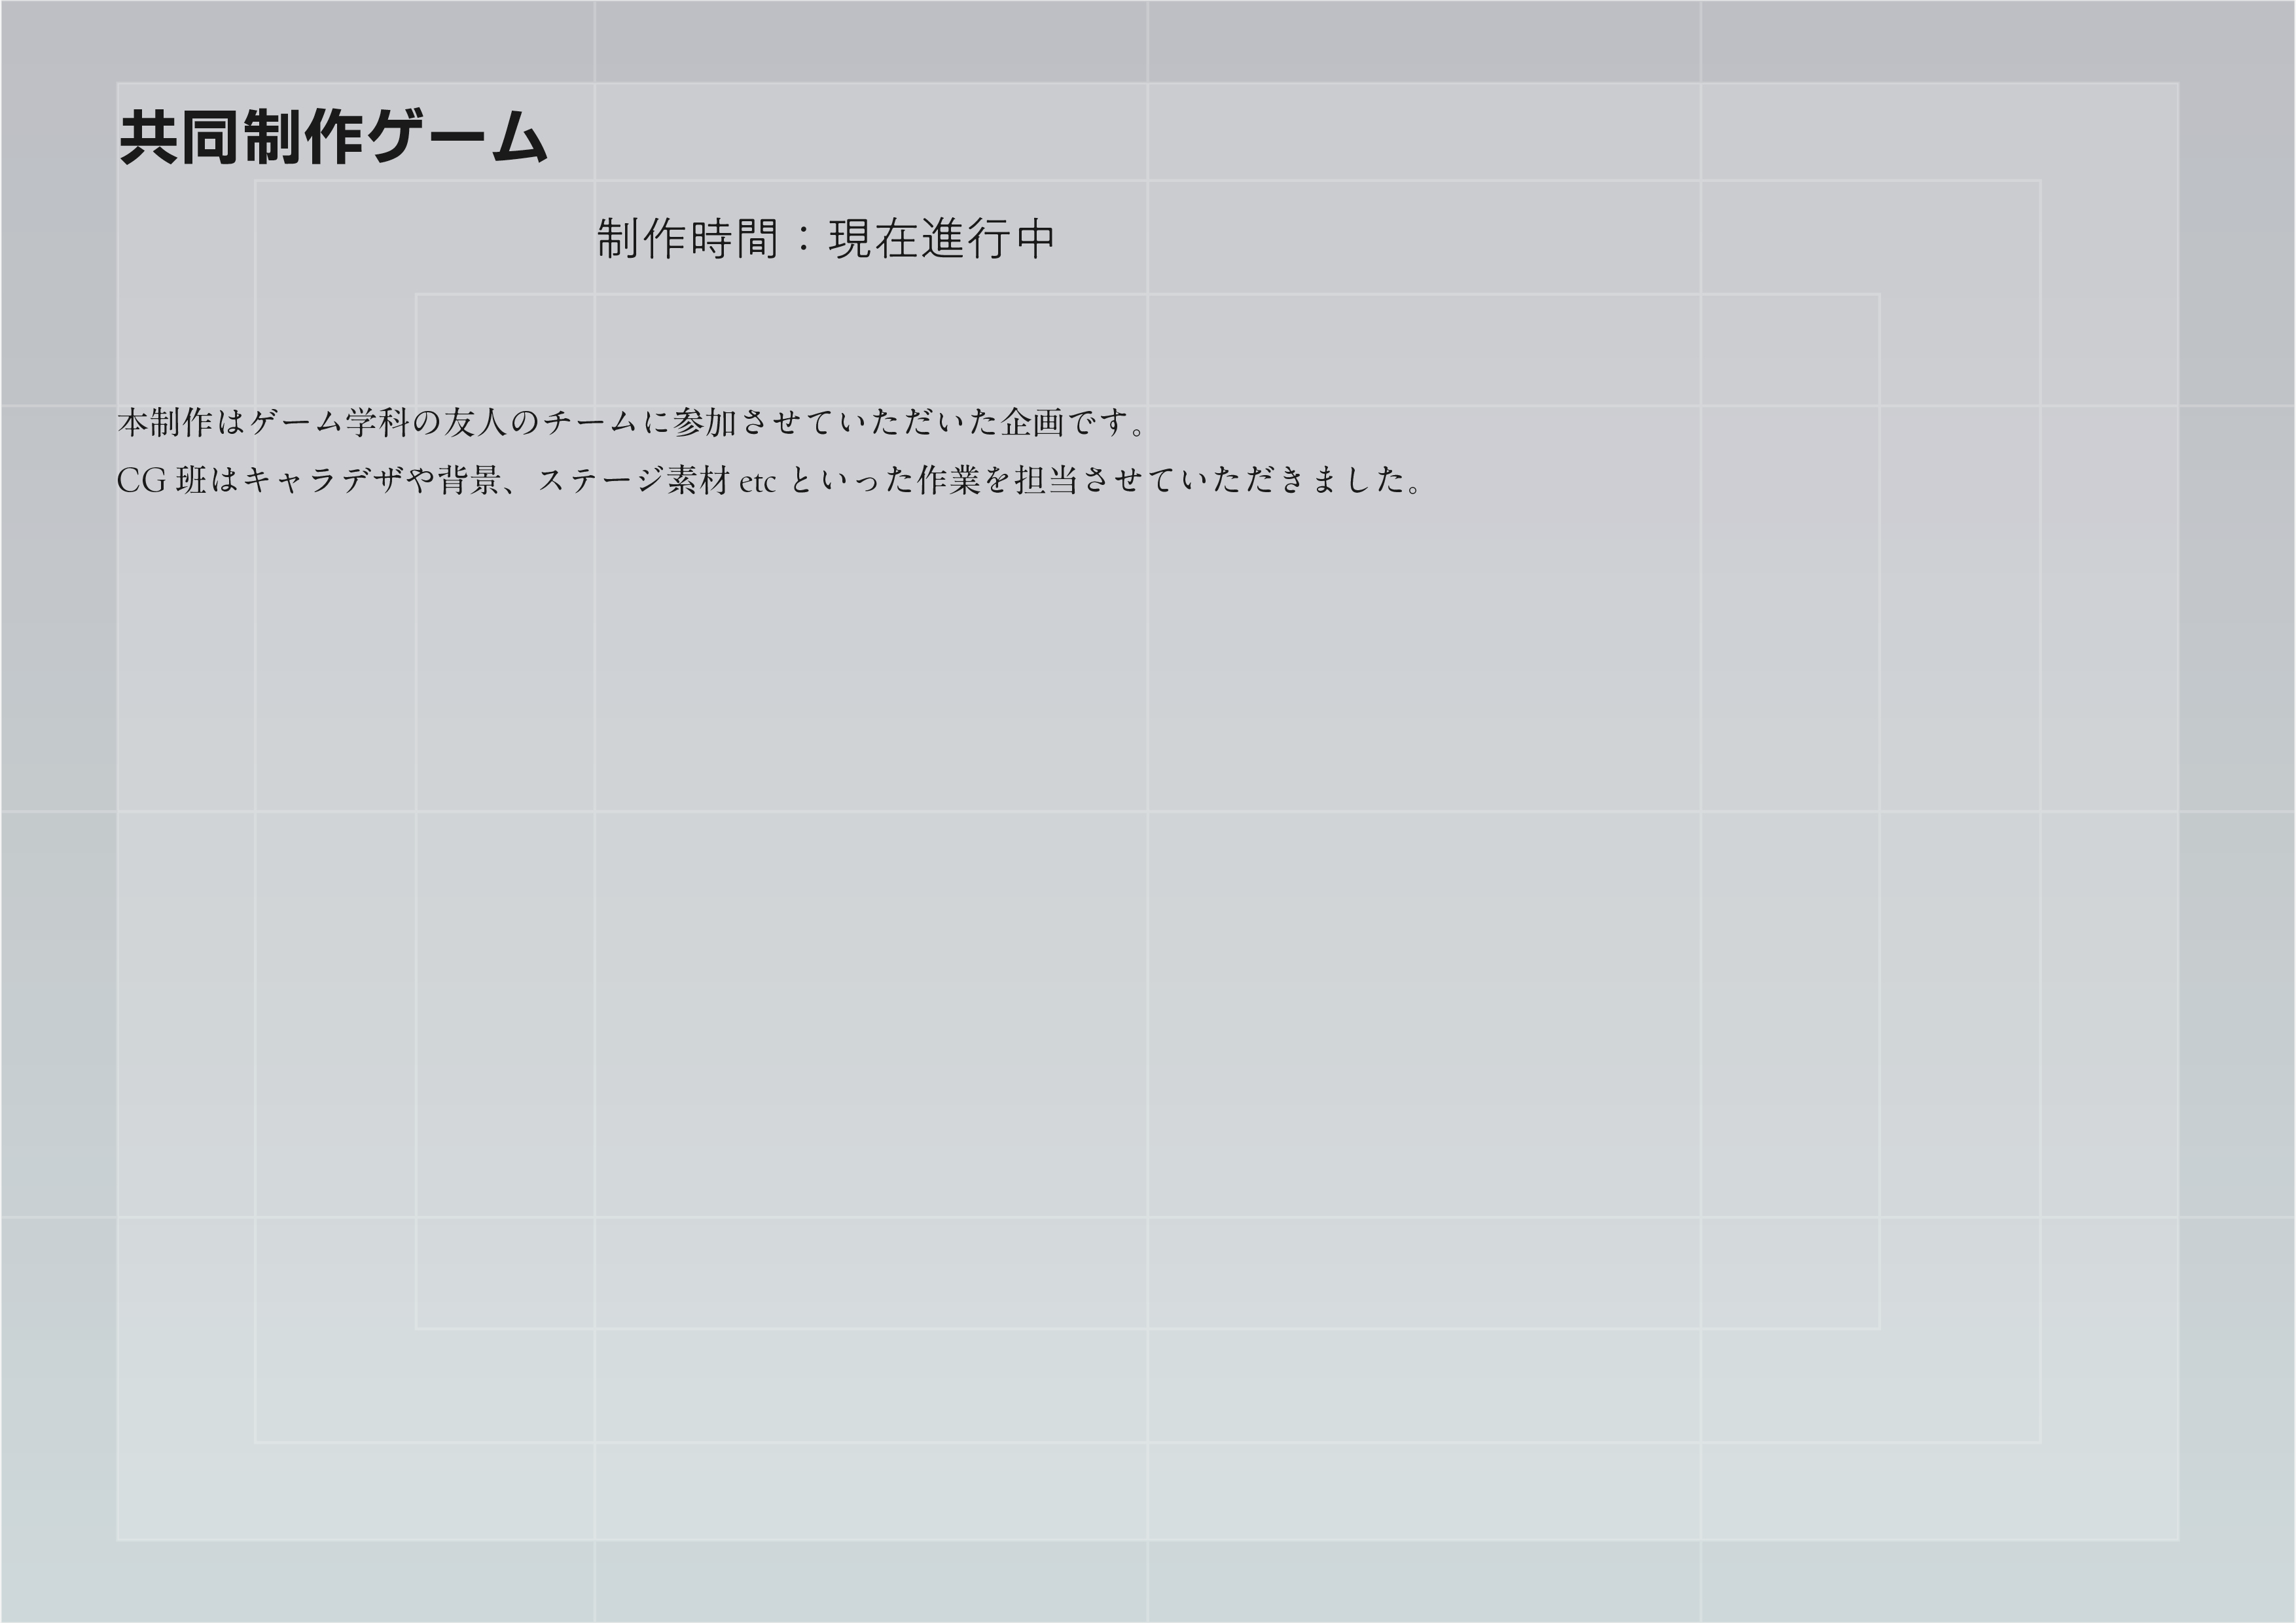 共同制作ゲーム
制作時間：現在進行中
本制作はゲーム学科の友人のチームに参加させていただいた企画です。
CG 班はキャラデザや背景、ステージ素材 etc といった作業を担当させていただきました。